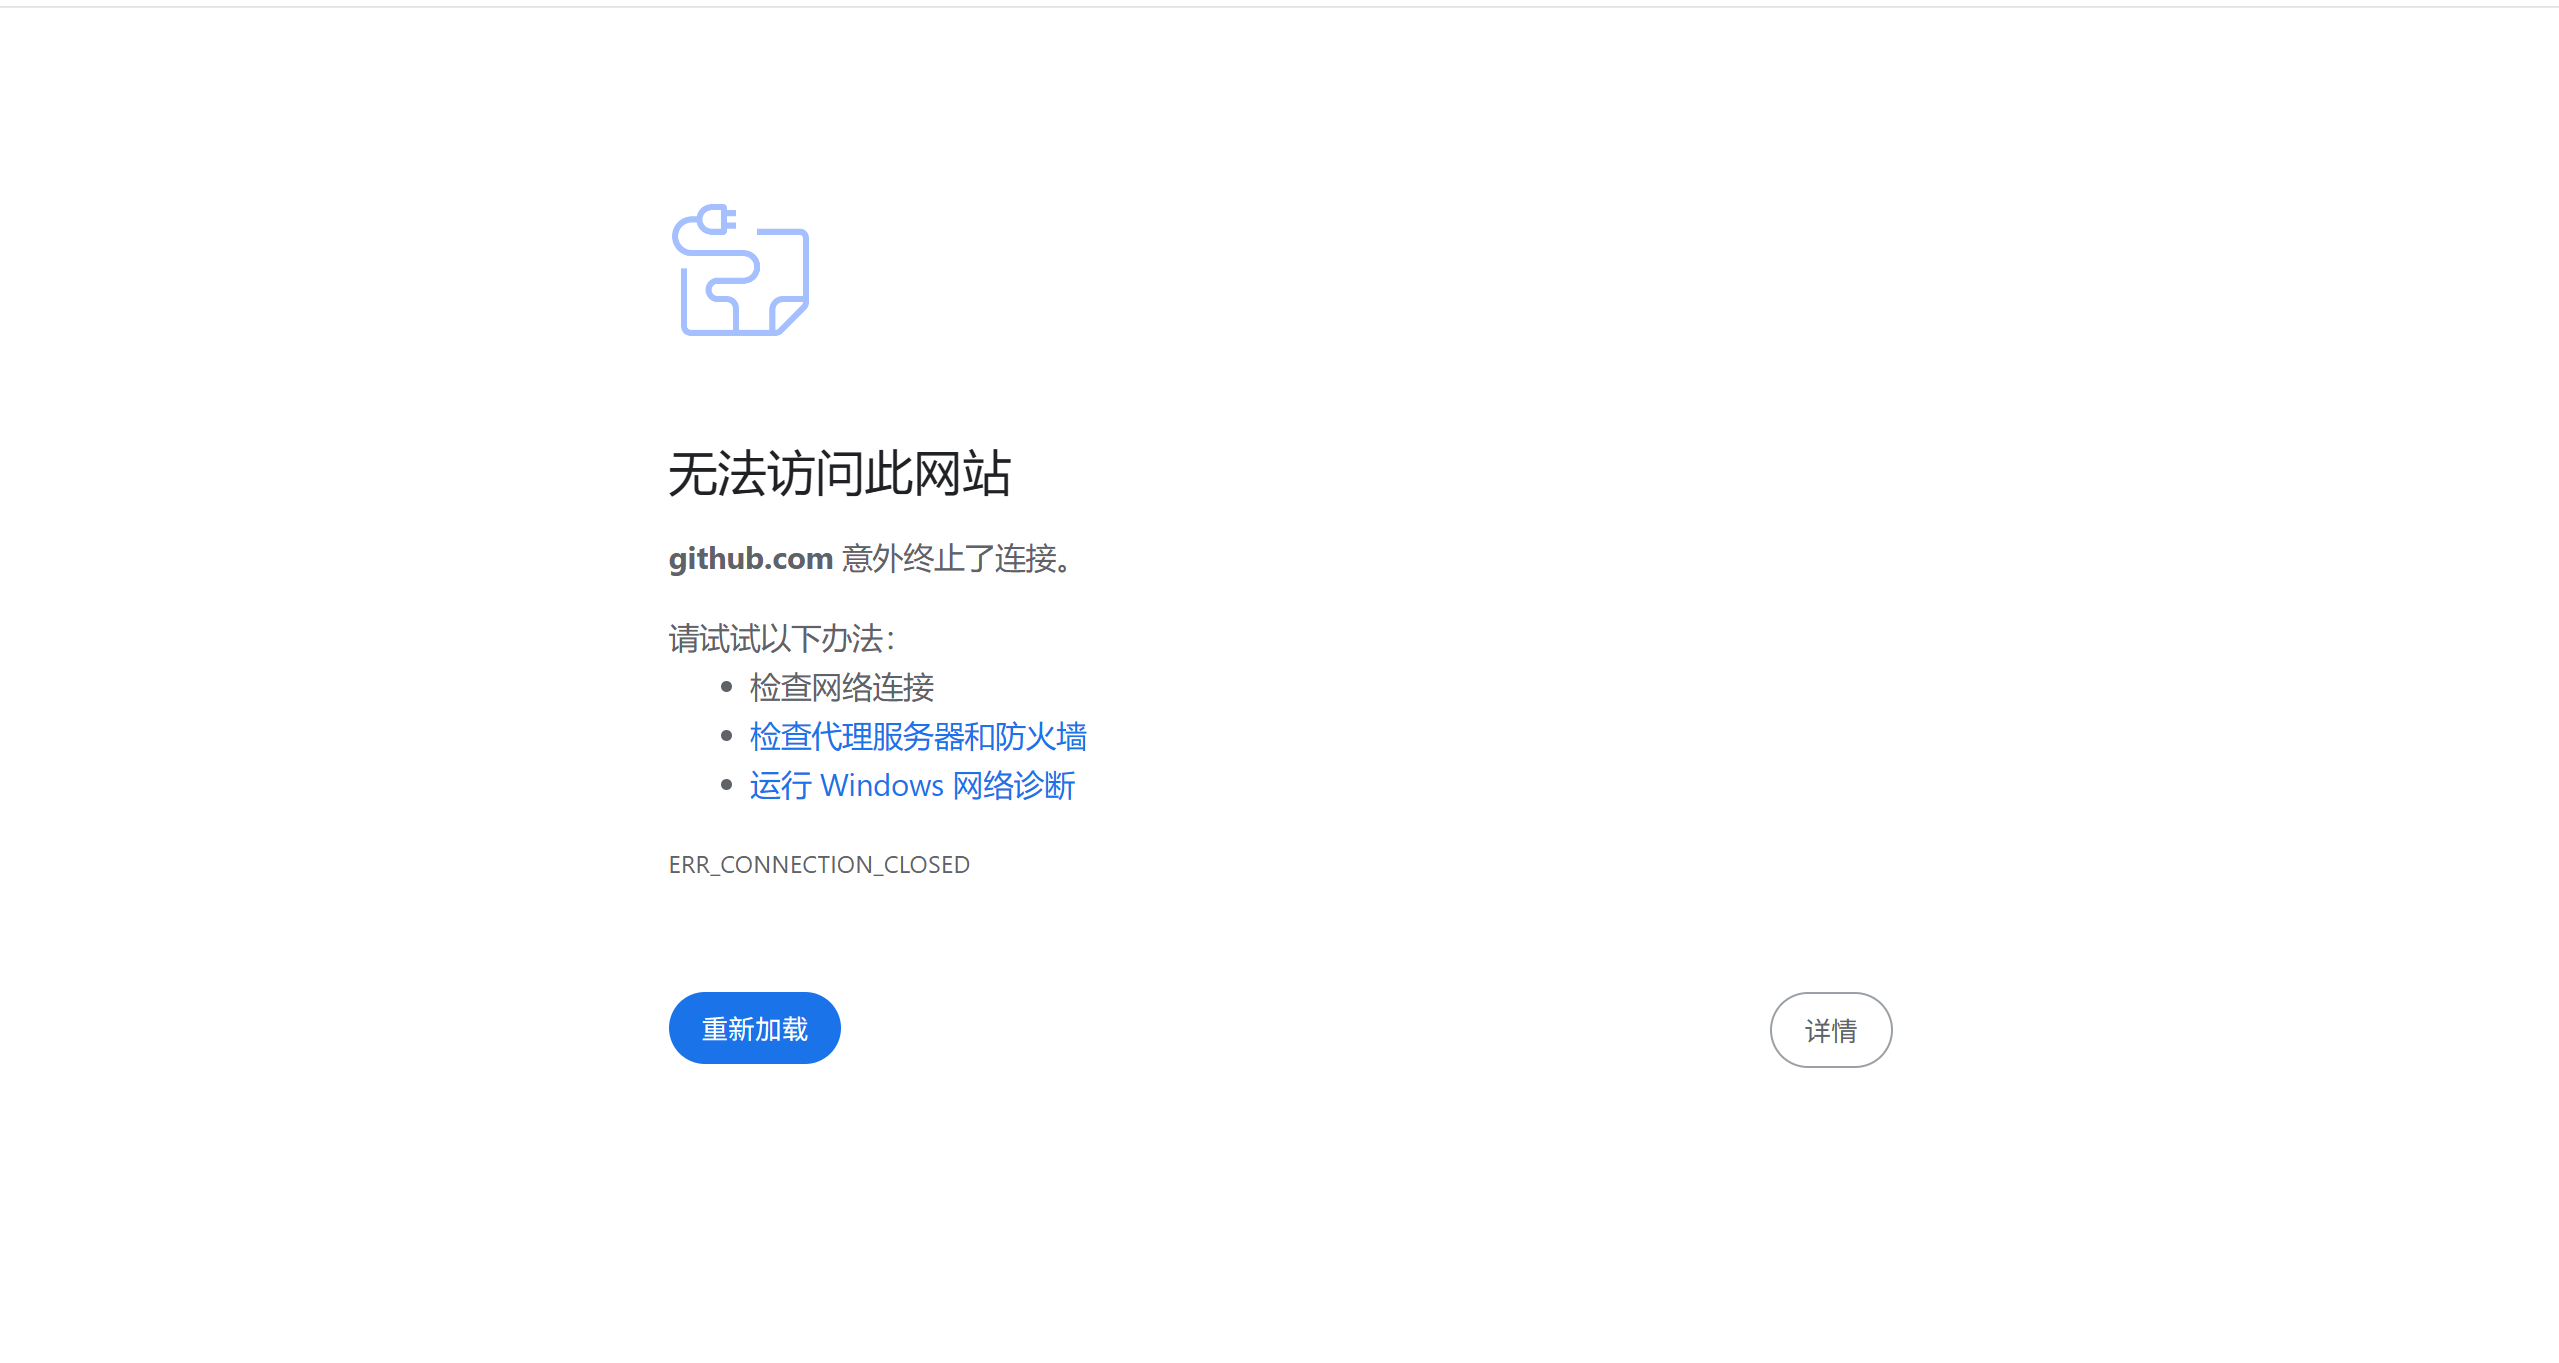 无法访问此网站
github.com 意外终止了连接。
请试试以下办法：
检查网络连接
检查代理服务器和防火墙
运行 Windows 网络诊断
ERR_CONNECTION_CLOSED
重新加载
详情